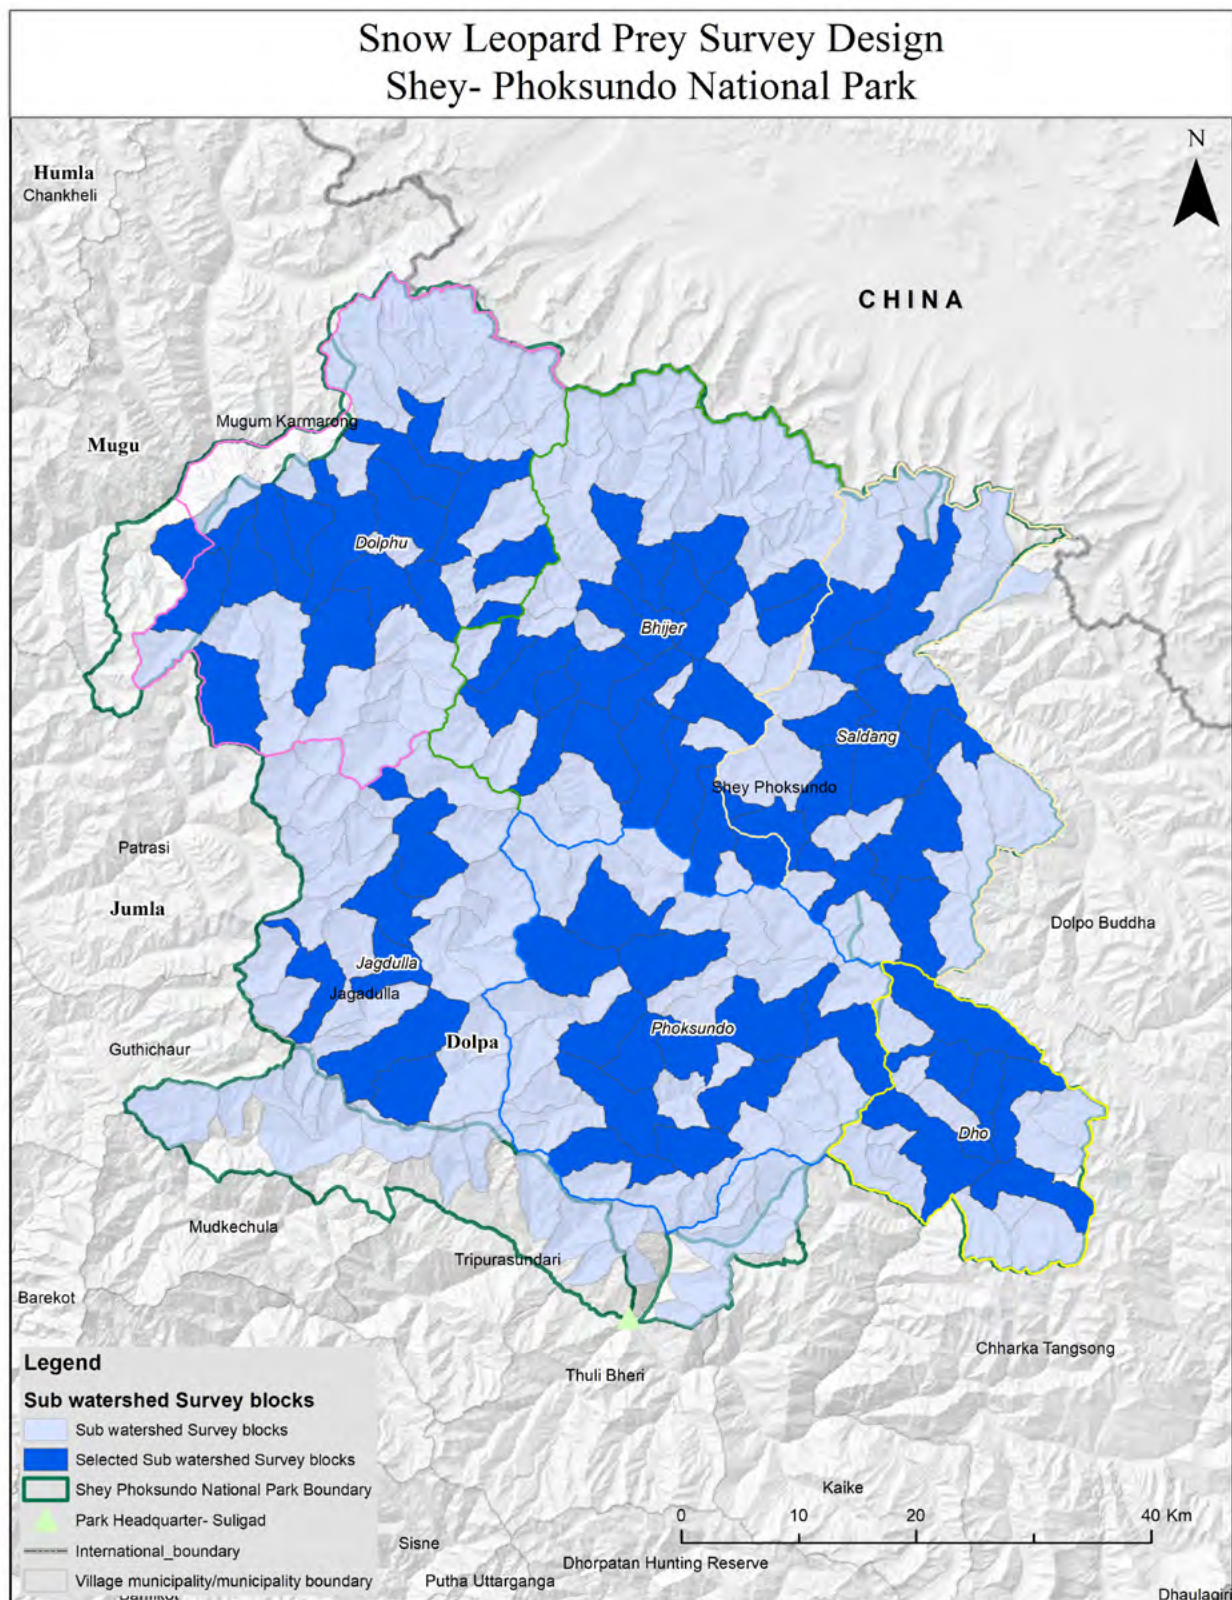 Snow Leopard Prey Survey Design
Shey- Phoksundo National Park
N
Humla
Chankheli
CHINA
Mugum Karmarong
Mugu
Dolphu
Bhijer
Saldang
Shey Phoksundo
Patrasi
Jumla
Dolpo Buddha
Jagdulla
Jagadulla
Phoksundo
Dolpa
Guthichaur
Dho
Mudkechula
Tripurasundari
Barekot
Chharka Tangsong
Thuli Bheri
Legend
Sub watershed Survey blocks
Sub watershed Survey blocks
Selected Sub watershed Survey blocks
Shey Phoksundo National Park Boundary
Park Headquarter- Suligad
International_boundary
Village municipality/municipality boundary
Kaike
0 10 20 40 Km
Sisne
Dhorpatan Hunting Reserve
Putha Uttarganga
Dhaulagiri